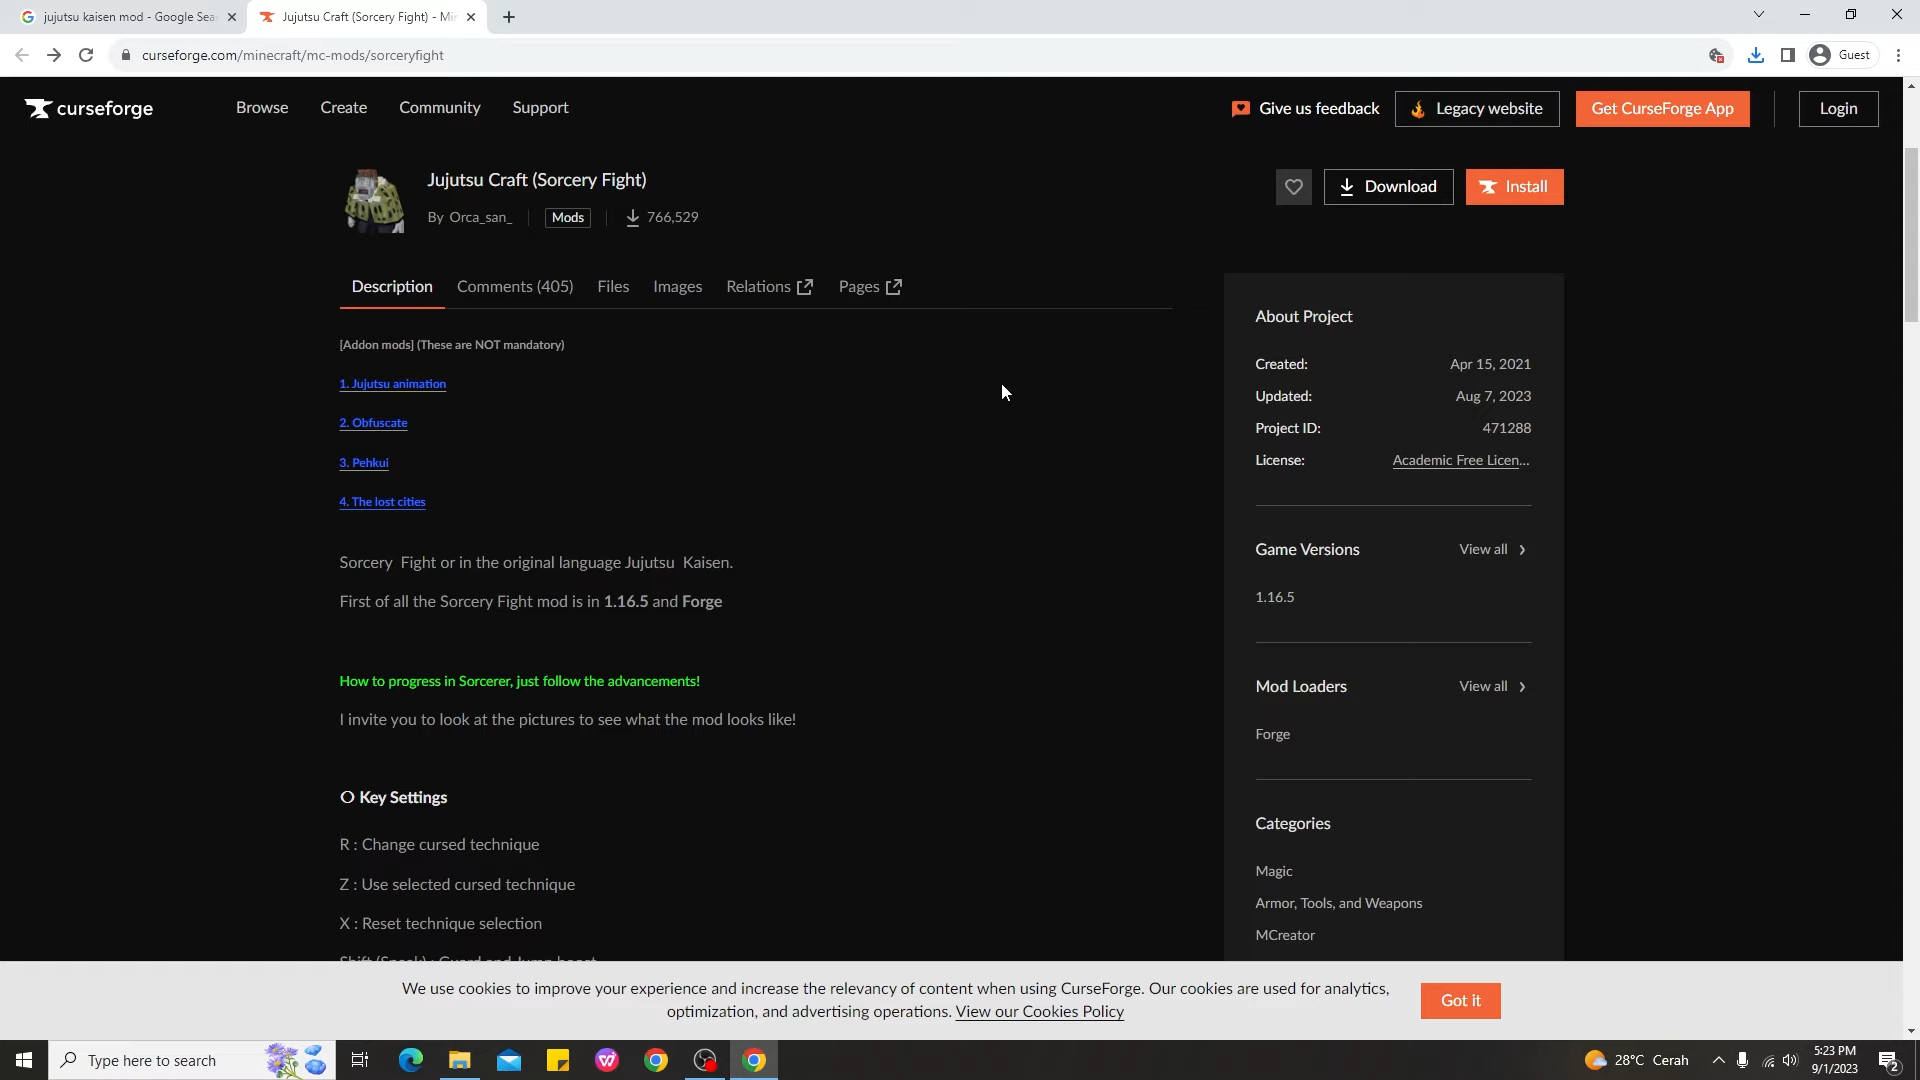 jujutsu kaisen mod - Google Sea
Jujutsu Craft (Sorcery Fight) - Min
curseforge.com/minecraft/mc-mods/sorceryfight
Guest
curseforge
Browse
Create
Community
Support
Give us feedback
Legacy website
Get CurseForge App
Login
Jujutsu Craft (Sorcery Fight)
By Orca_san_
Mods
766,529
Download
Install
Description
Comments (405)
Files
Images
Relations
Pages
[Addon mods] (These are NOT mandatory)
1. Jujutsu animation
2. Obfuscate
3. Pehkui
4. The lost cities
Sorcery Fight or in the original language Jujutsu Kaisen.
First of all the Sorcery Fight mod is in 1.16.5 and Forge
How to progress in Sorcerer, just follow the advancements!
I invite you to look at the pictures to see what the mod looks like!
Key Settings
R : Change cursed technique
Z : Use selected cursed technique
X : Reset technique selection
Shift (Sneak) : Guard and Jump boost
About Project
Created: Apr 15, 2021
Updated: Aug 7, 2023
Project ID: 471288
License: Academic Free Licen...
Game Versions
View all
1.16.5
Mod Loaders
View all
Forge
Categories
Magic
Armor, Tools, and Weapons
MCreator
We use cookies to improve your experience and increase the relevancy of content when using CurseForge. Our cookies are used for analytics,
optimization, and advertising operations. View our Cookies Policy
Got it
Type here to search
28°C Cerah
5:23 PM
9/1/2023
2